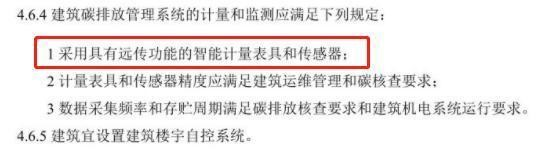 4.6.4 建筑碳排放管理系统的计量和监测应满足下列规定：
1 采用具有远传功能的智能计量表具和传感器；
2 计量表具和传感器精度应满足建筑运维管理和碳核查要求；
3 数据采集频率和存贮周期满足碳排放核查要求和建筑机电系统运行要求。
4.6.5 建筑宜设置建筑楼宇自控系统。